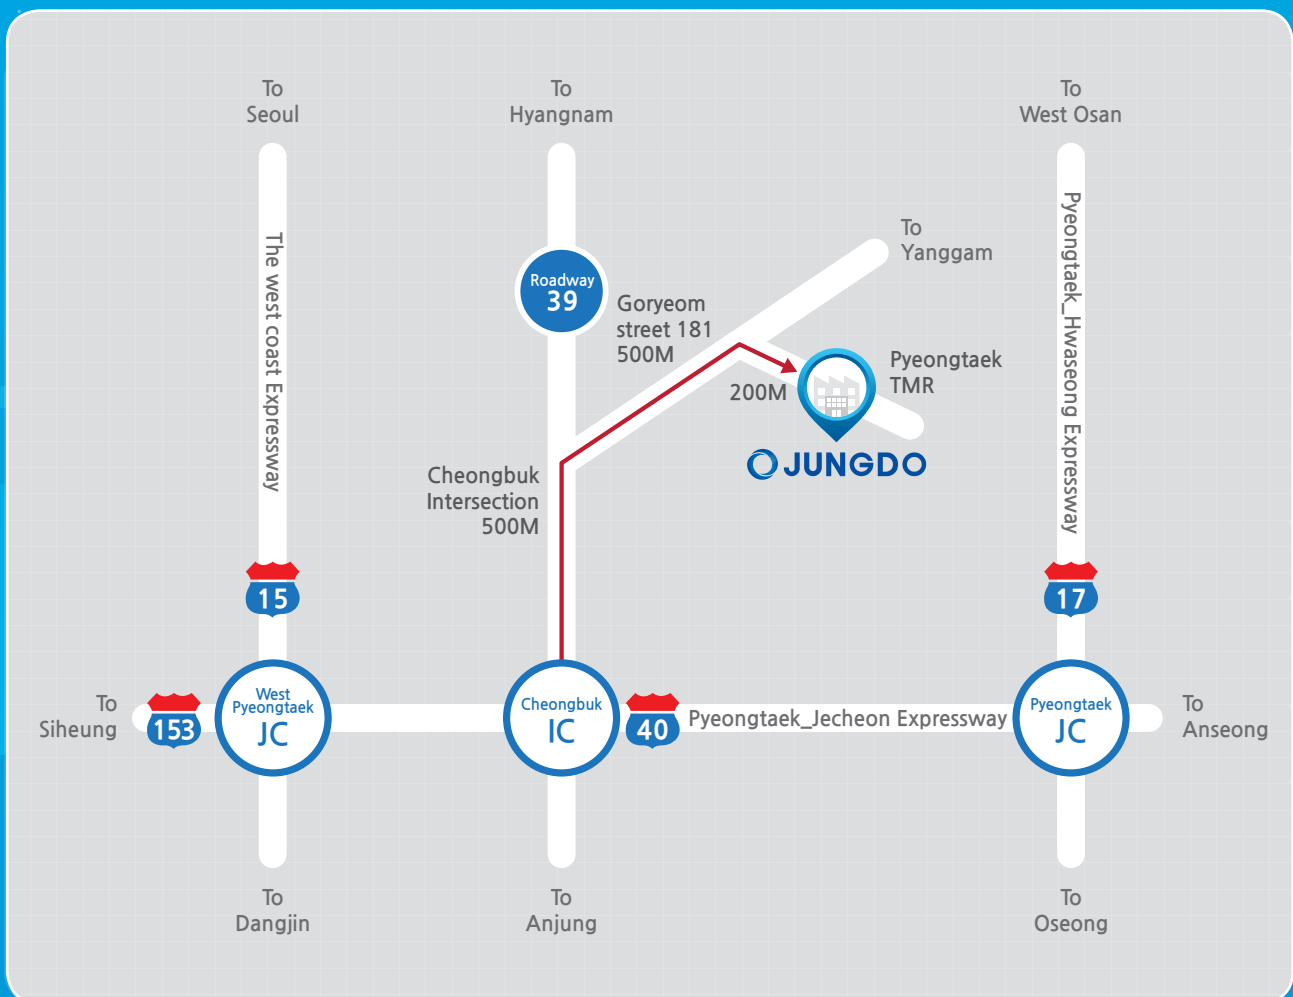 To
Seoul
To
Hyangnam
To
West Osan
The west coast Expressway
Roadway
39
Goryeom
street 181
500M
To
Yanggam
Pyeongtaek_Hwaseong Expressway
200M
Pyeongtaek
TMR
JUNGDO
Cheongbuk
Intersection
500M
15
17
To
Siheung
153
West
Pyeongtaek
JC
Cheongbuk
IC
40
Pyeongtaek_Jecheon Expressway
Pyeongtaek
JC
To
Anseong
To
Dangjin
To
Anjung
To
Oseong